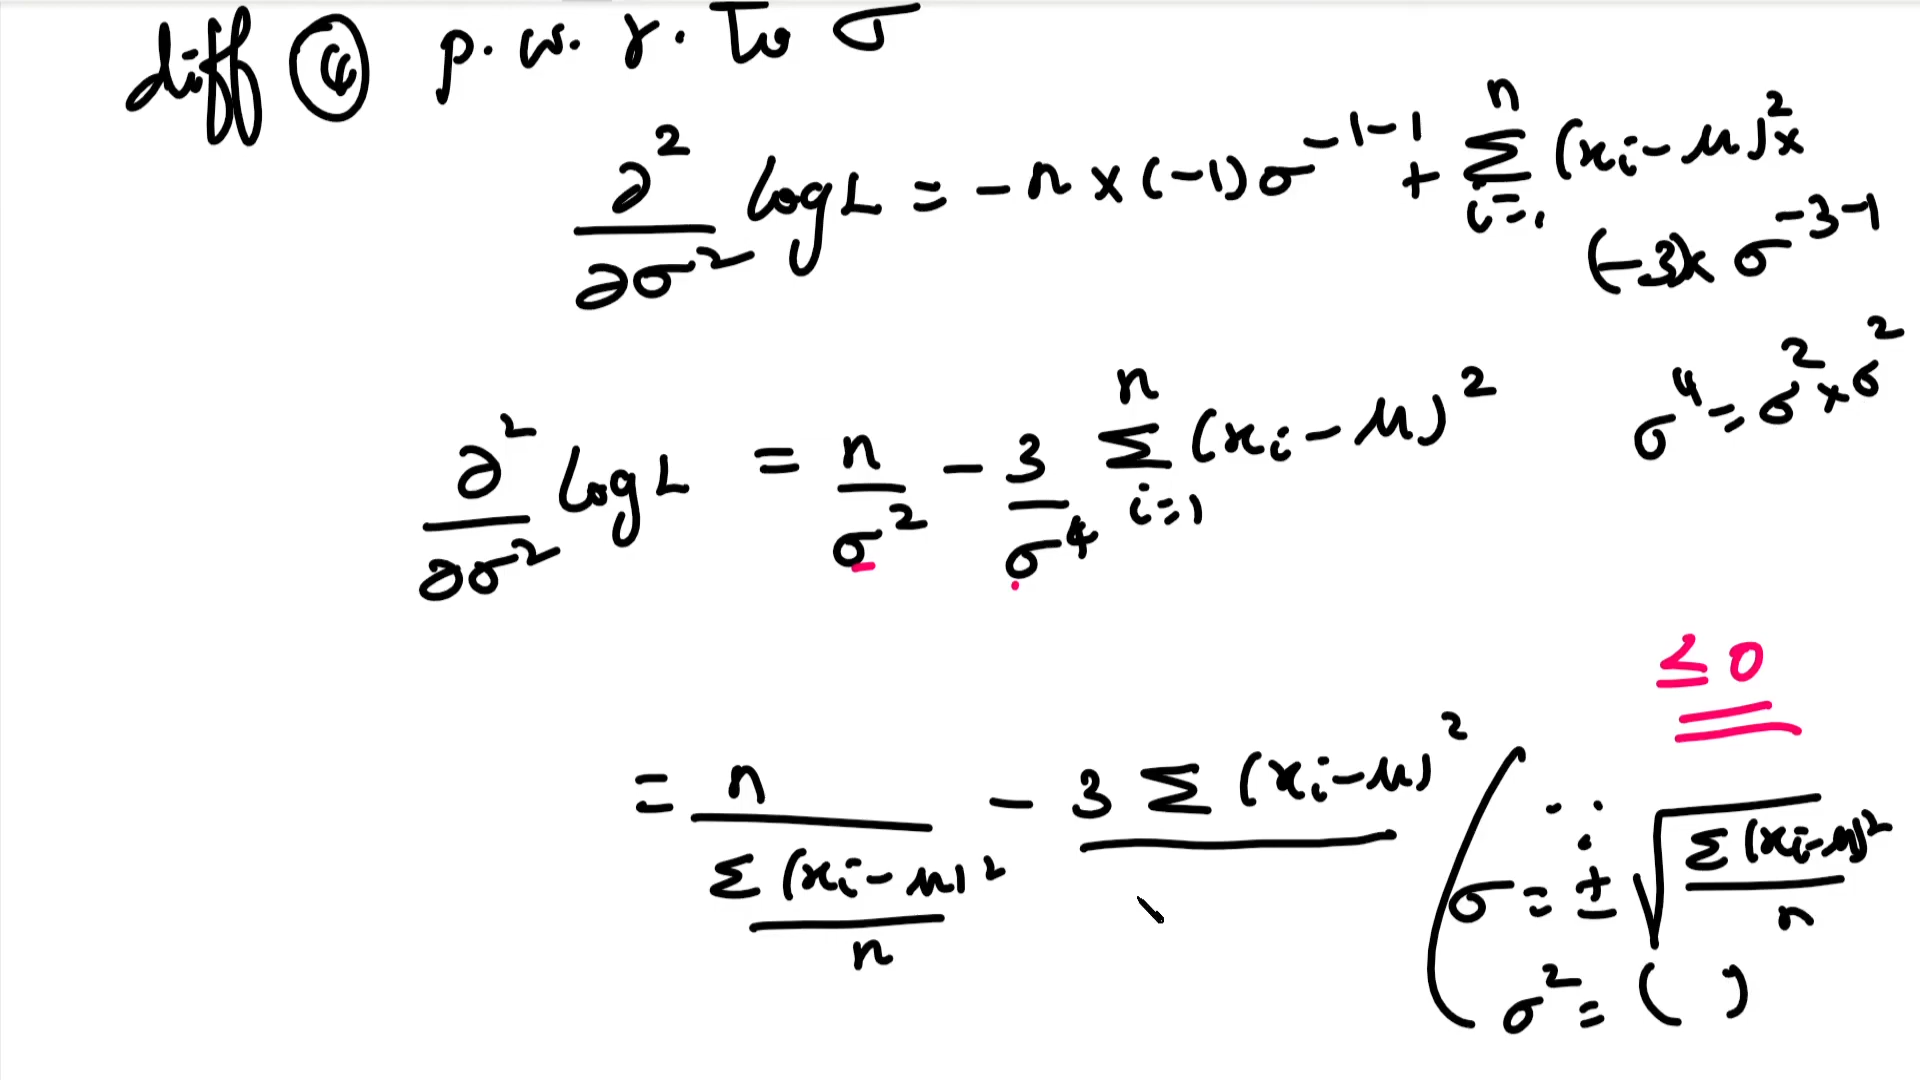 diff ④ p.w.r. To σ
∂²/∂σ² log L = -n × (-1) σ^(-1-1) + Σ_{i=1}^{n} (xᵢ - μ)² ×
(-3) × σ^(-3-1)
∂²/∂σ² log L = n/σ² - 3/σ⁴ Σ_{i=1}^{n} (xᵢ - μ)²
σ⁴ = σ² × σ²
≤ 0
= n / (Σ (xᵢ - μ)² / n) - 3 Σ (xᵢ - μ)² /
∴ σ = ± √(Σ (xᵢ - μ)² / n)
σ² = ( )